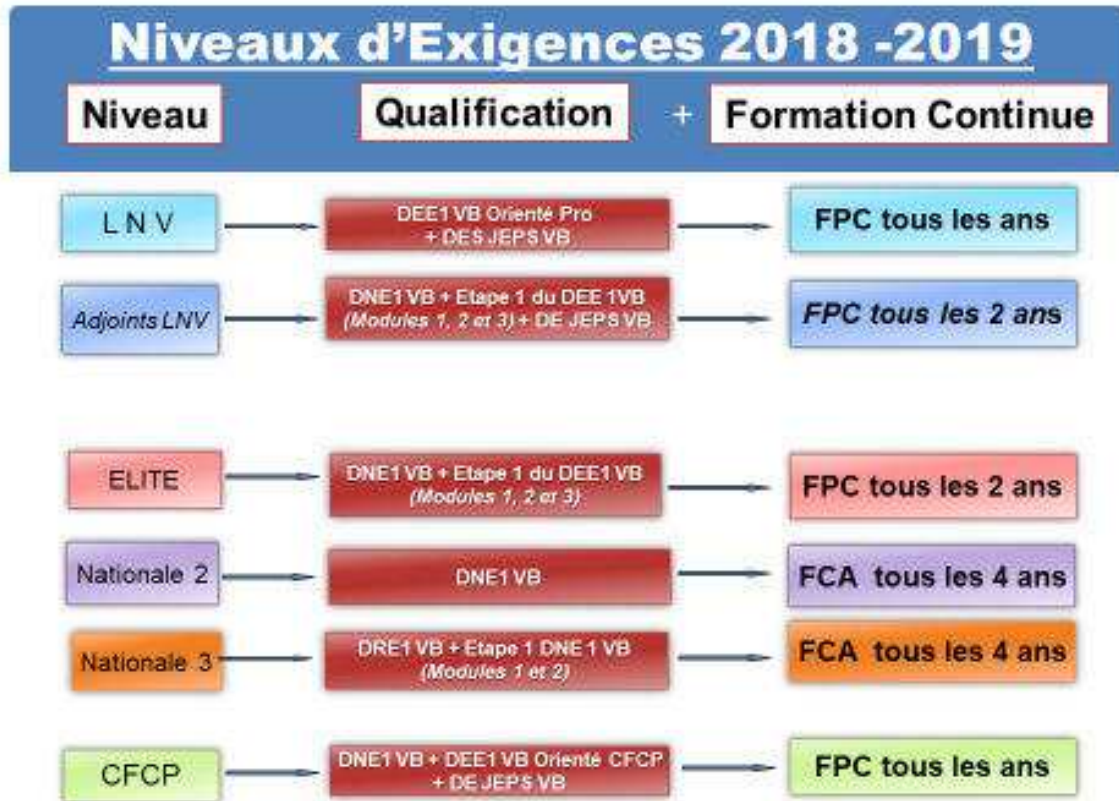 Niveaux d'Exigences 2018 -2019
Niveau
Qualification
+
Formation Continue
L N V
DEE1 VB Orienté Pro
+ DES JEPS VB
FPC tous les ans
Adjoints LNV
DNE1 VB + Etape 1 du DEE 1VB
(Modules 1, 2 et 3) + DE JEPS VB
FPC tous les 2 ans
ELITE
DNE1 VB + Etape 1 du DEE1 VB
(Modules 1, 2 et 3)
FPC tous les 2 ans
Nationale 2
DNE1 VB
FCA tous les 4 ans
Nationale 3
DRE1 VB + Etape 1 DNE 1 VB
(Modules 1 et 2)
FCA tous les 4 ans
CFCP
DNE1 VB + DEE1 VB Orienté CFCP
+ DE JEPS VB
FPC tous les ans